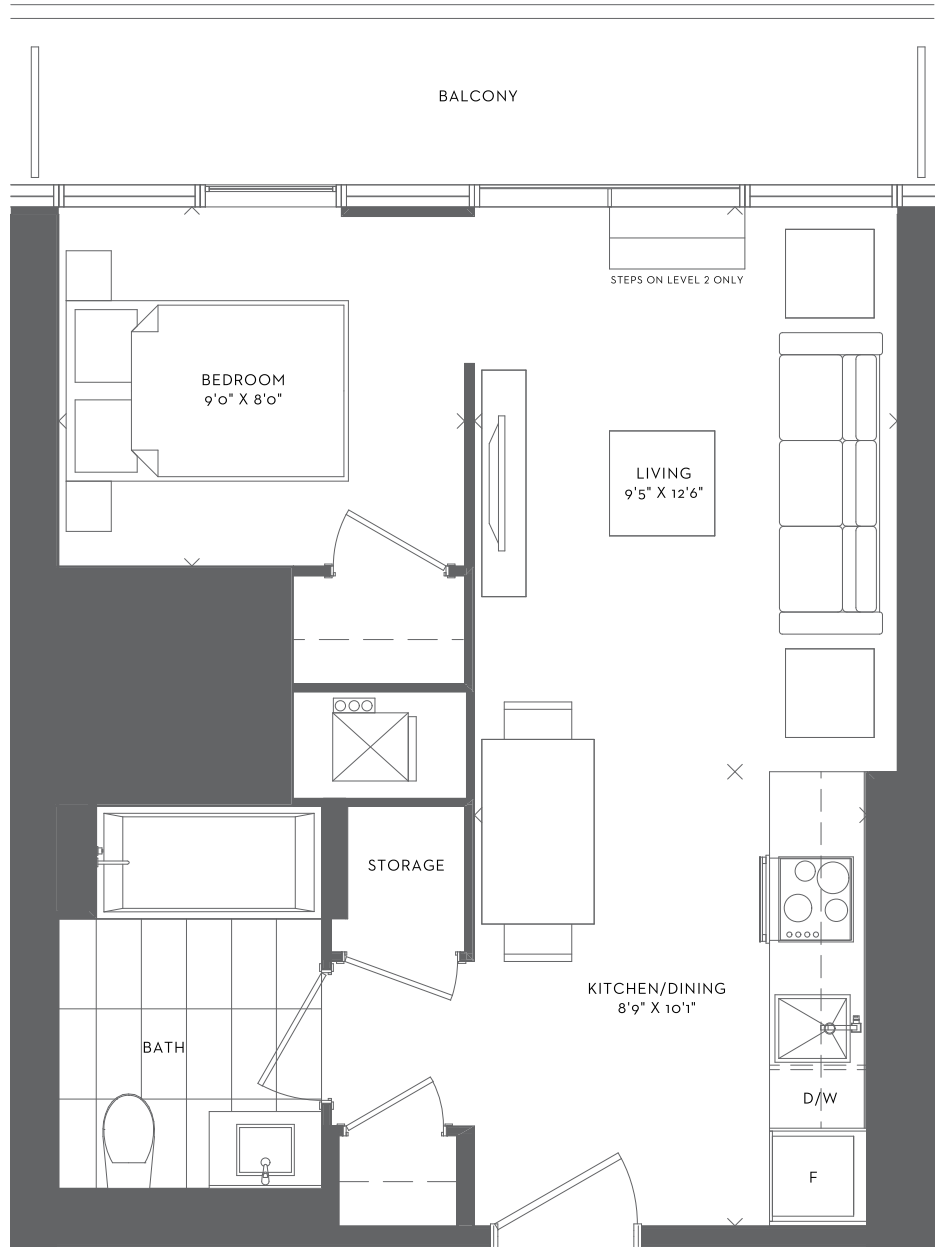 BALCONY
STEPS ON LEVEL 2 ONLY
BEDROOM
9'0" X 8'0"
LIVING
9'5" X 12'6"
STORAGE
KITCHEN/DINING
8'9" X 10'1"
BATH
D/W
F